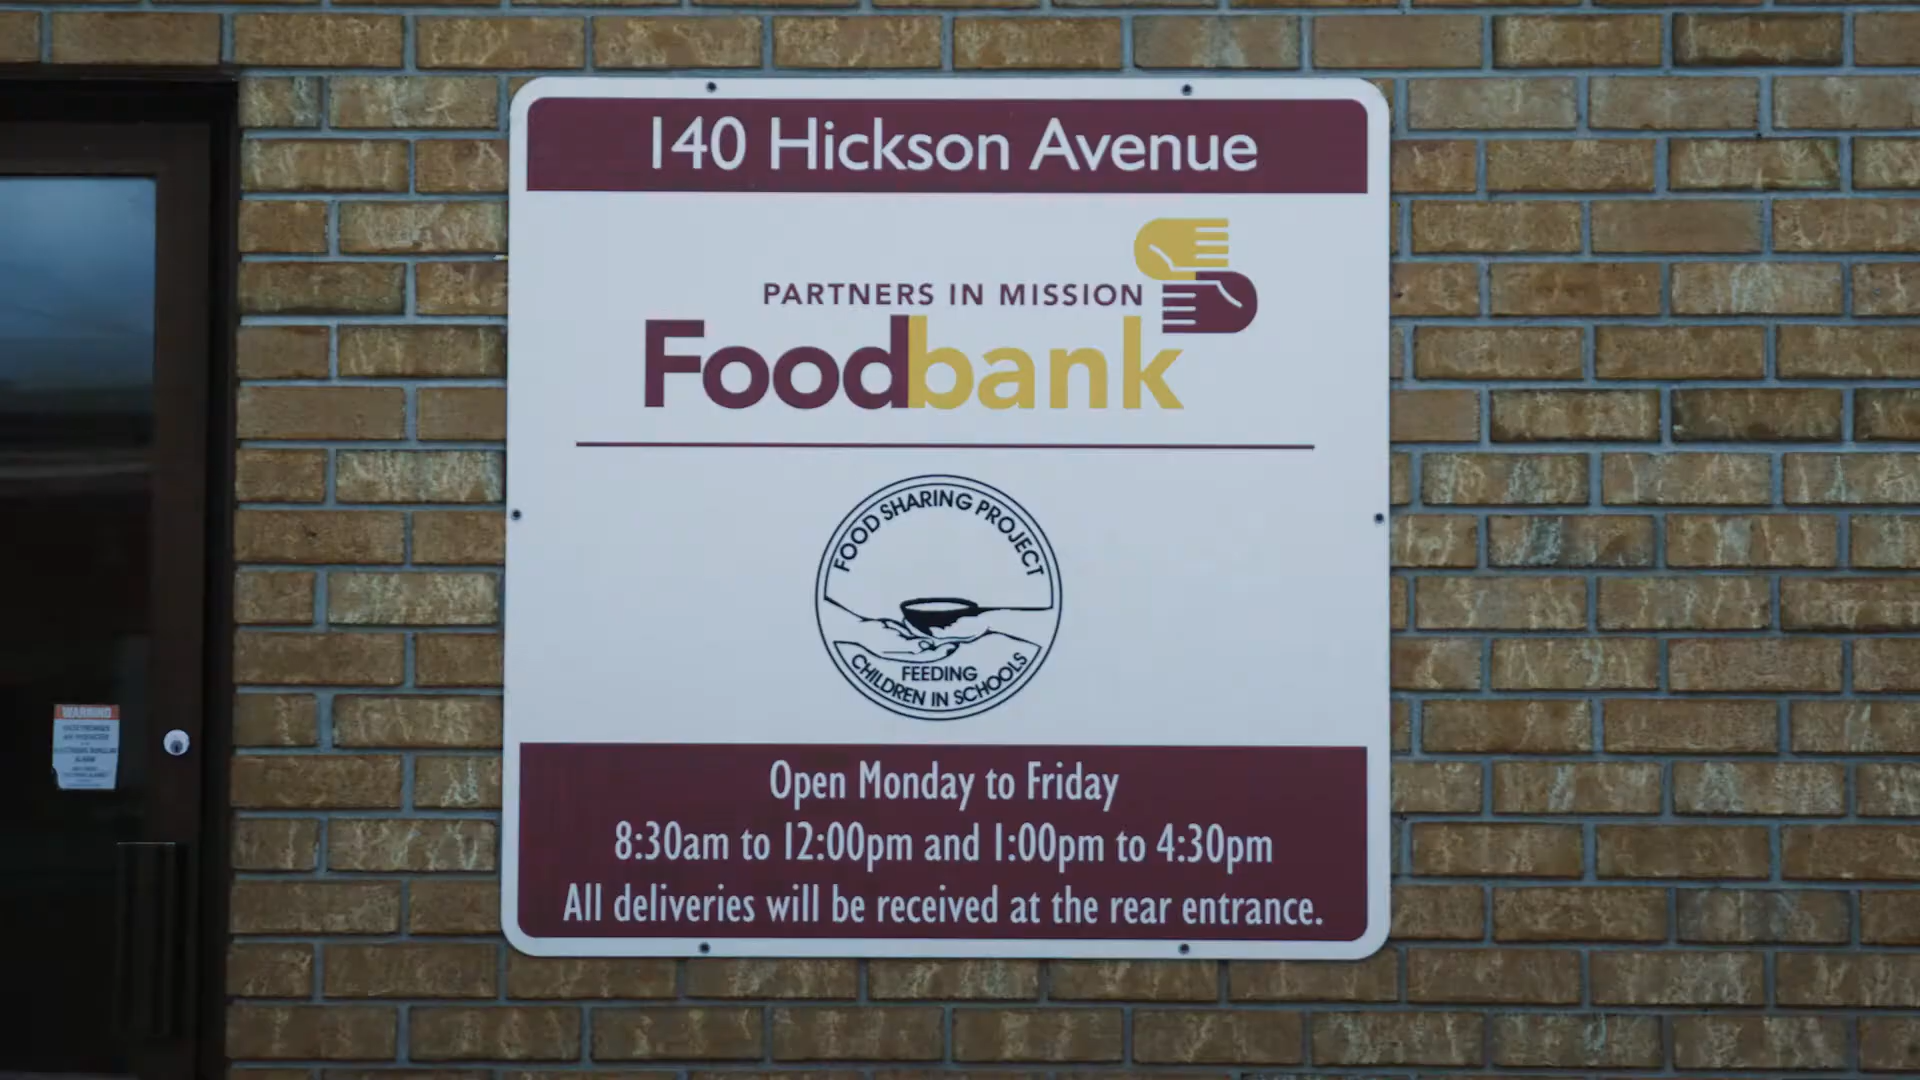 140 Hickson Avenue
PARTNERS IN MISSION
Foodbank
FOOD SHARING PROJECT
FEEDING
CHILDREN IN SCHOOLS
Open Monday to Friday
8:30am to 12:00pm and 1:00pm to 4:30pm
All deliveries will be received at the rear entrance.
WARNING